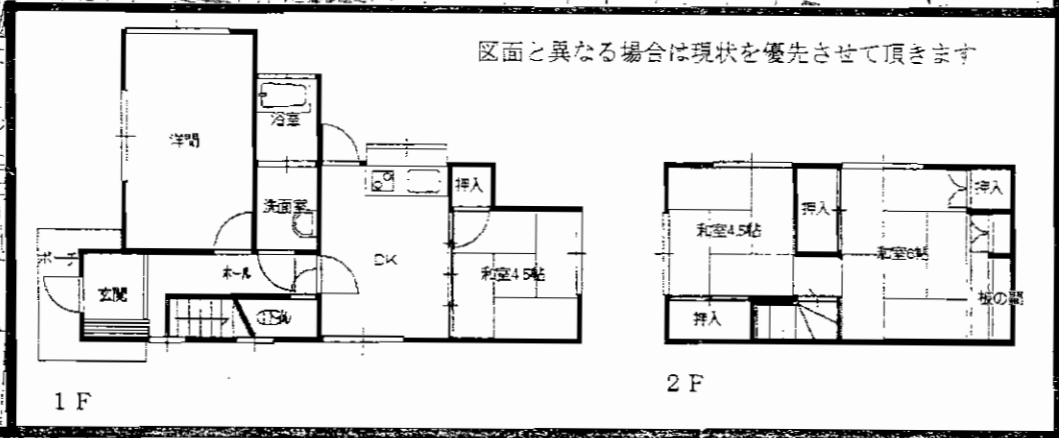 図面と異なる場合は現状を優先させて頂きます
浴室
洋間
押入
洗面室
ポーチ
ホール
DK
和室4.5帖
玄関
1F
押入
押入
和室4.5帖
和室6帖
板の間
押入
2F